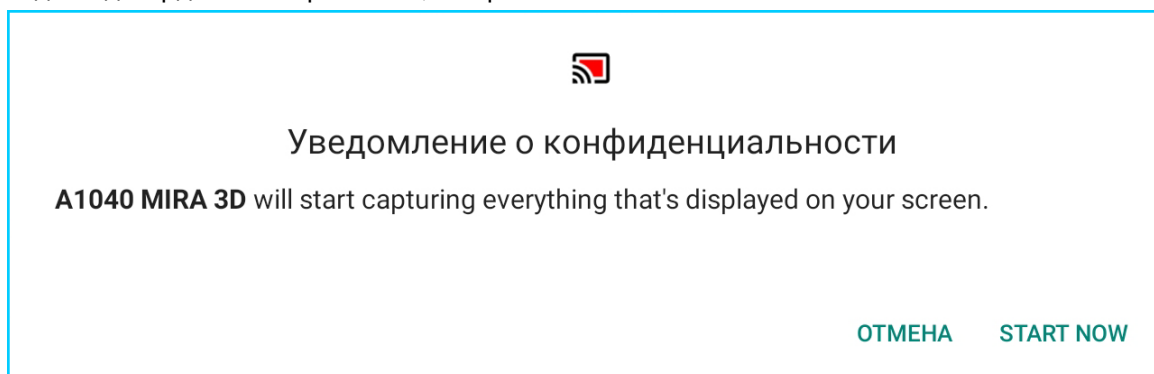 Уведомление о конфиденциальности
A1040 MIRA 3D will start capturing everything that's displayed on your screen.
ОТМЕНА START NOW